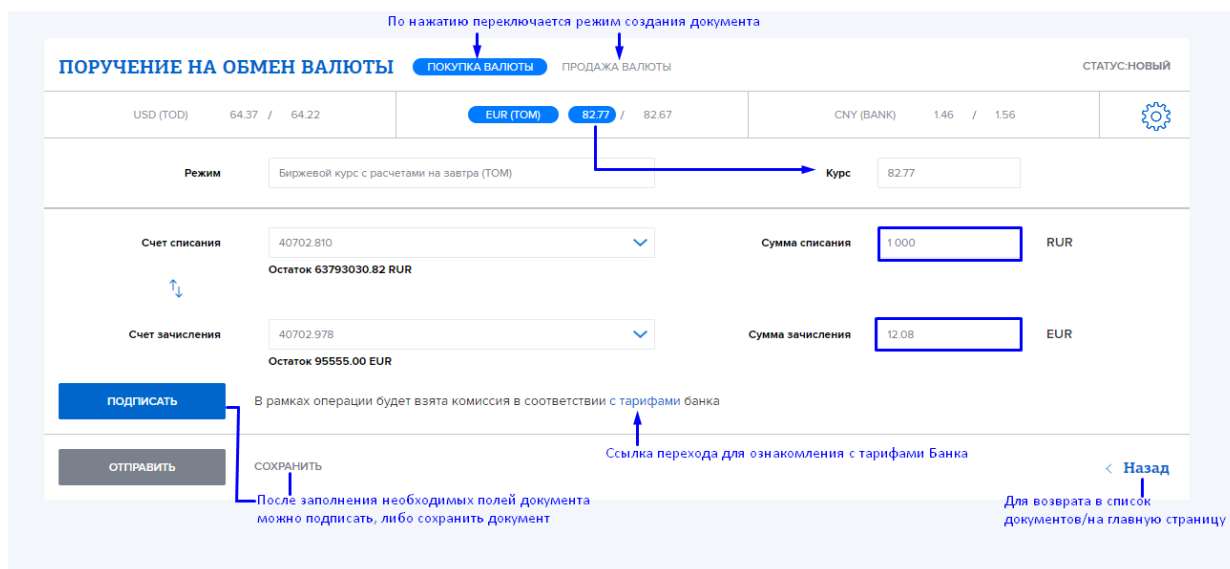 По нажатию переключается режим создания документа
ПОРУЧЕНИЕ НА ОБМЕН ВАЛЮТЫ ПОКУПКА ВАЛЮТЫ ПРОДАЖА ВАЛЮТЫ СТАТУС:НОВЫЙ
USD (TOD) 64.37 / 64.22 EUR (TOM) 82.77 / 82.67 CNY (BANK) 1.46 / 1.56
Режим Биржевой курс с расчетами на завтра (TOM) Курс 82.77
Счет списания 40702.810 Сумма списания 1 000 RUR
Остаток 63793030.82 RUR
Счет зачисления 40702.978 Сумма зачисления 12.08 EUR
Остаток 95555.00 EUR
ПОДПИСАТЬ В рамках операции будет взята комиссия в соответствии с тарифами банка
Ссылка перехода для ознакомления с тарифами Банка
ОТПРАВИТЬ СОХРАНИТЬ < Назад
После заполнения необходимых полей документа
можно подписать, либо сохранить документ
Для возврата в список
документов/на главную страницу